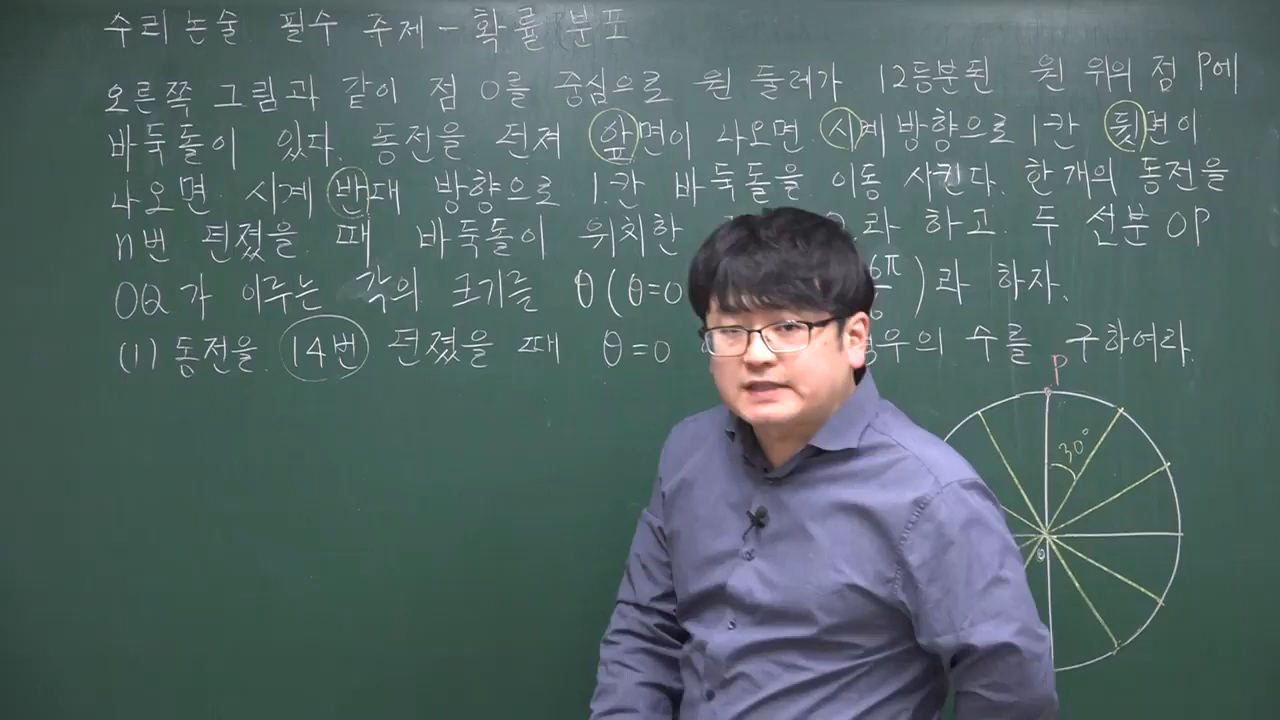 수리논술 필수 주제 - 확률 분포
오른쪽 그림과 같이 점 O를 중심으로 원 둘레가 12등분된 원 위의 점 P에
바둑돌이 있다. 동전을 던져 앞면이 나오면 시계 방향으로 1칸 뒷면이
나오면 시계 반대 방향으로 1칸 바둑돌을 이동 시킨다. 한개의 동전을
n번 던졌을 때 바둑돌이 위치한 라 하고 두 선분 OP
OQ가 이루는 각의 크기를 θ(θ=0 6π )라 하자.
(1) 동전을 14번 던졌을 때 θ=0 경우의 수를 구하여라.
P
30°
O